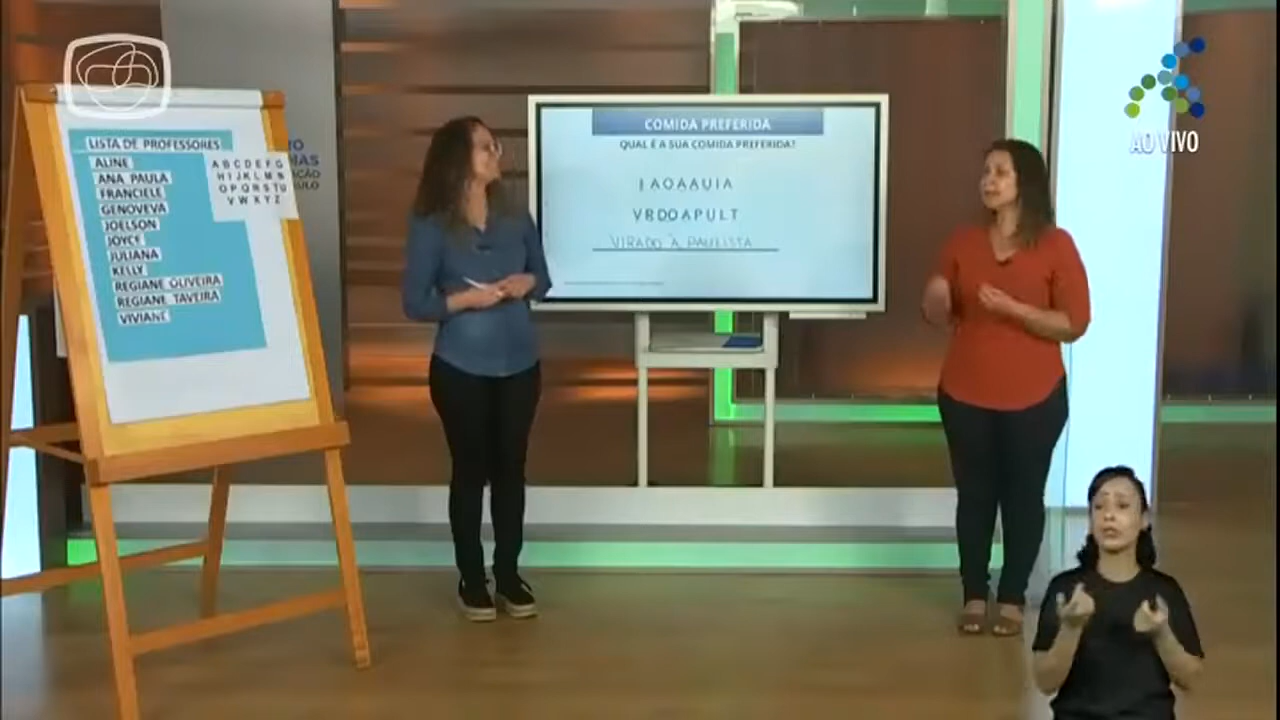 LISTA DE PROFESSORES
ALINE
ANA PAULA
FRANCIELE
GENOVEVA
JOELSON
JOYCE
JULIANA
KELLY
REGIANE OLIVEIRA
REGIANE TAVEIRA
VIVIANE
A B C D E F G
H I J K L M N
O P Q R S T U
V W X Y Z
COMIDA PREFERIDA
QUAL É A SUA COMIDA PREFERIDA?
I A O A A U I A
V R D O A P U L T
VIRADO À PAULISTA
AO VIVO